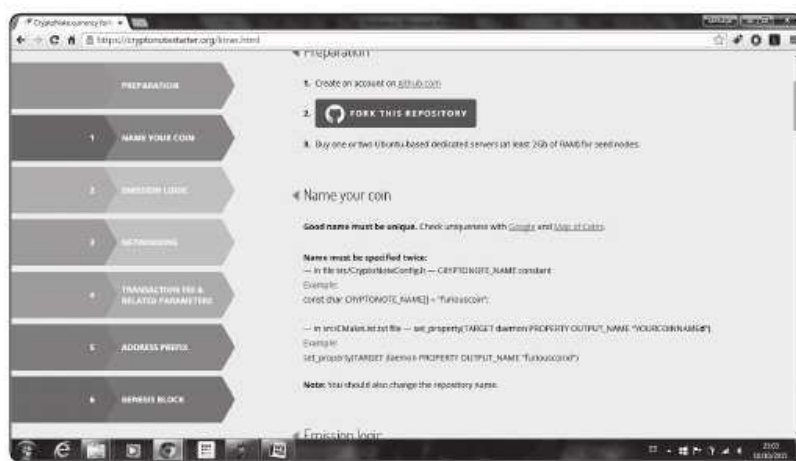 CryptoNote currency for
https://cryptonotestarter.org/
Preparation
1. Create an account on github.com
2. FORK THIS REPOSITORY
3. Buy one or two Ubuntu-based dedicated servers (at least 2Gb of RAM) for seed nodes.
PREPARATION
1 NAME YOUR COIN
2 EMISSION LOGIC
3 NETWORKING
4 TRANSACTION FEE &
RELATED PARAMETERS
5 ADDRESS PREFIX
6 GENESIS BLOCK
Name your coin
Good name must be unique. Check uniqueness with Google and Map of Coins.
Name must be specified twice:
— in file src/CryptoNoteConfig.h — CRYPTONOTE_NAME constant
Example:
const char CRYPTONOTE_NAME[] = "furiouscoin";
— in src/CMakeLists.txt file — set_property(TARGET daemon PROPERTY OUTPUT_NAME "YOURCOINNAMEd")
Example:
set_property(TARGET daemon PROPERTY OUTPUT_NAME "furiouscoind")
Note: You should also change the repository name.
Emission logic